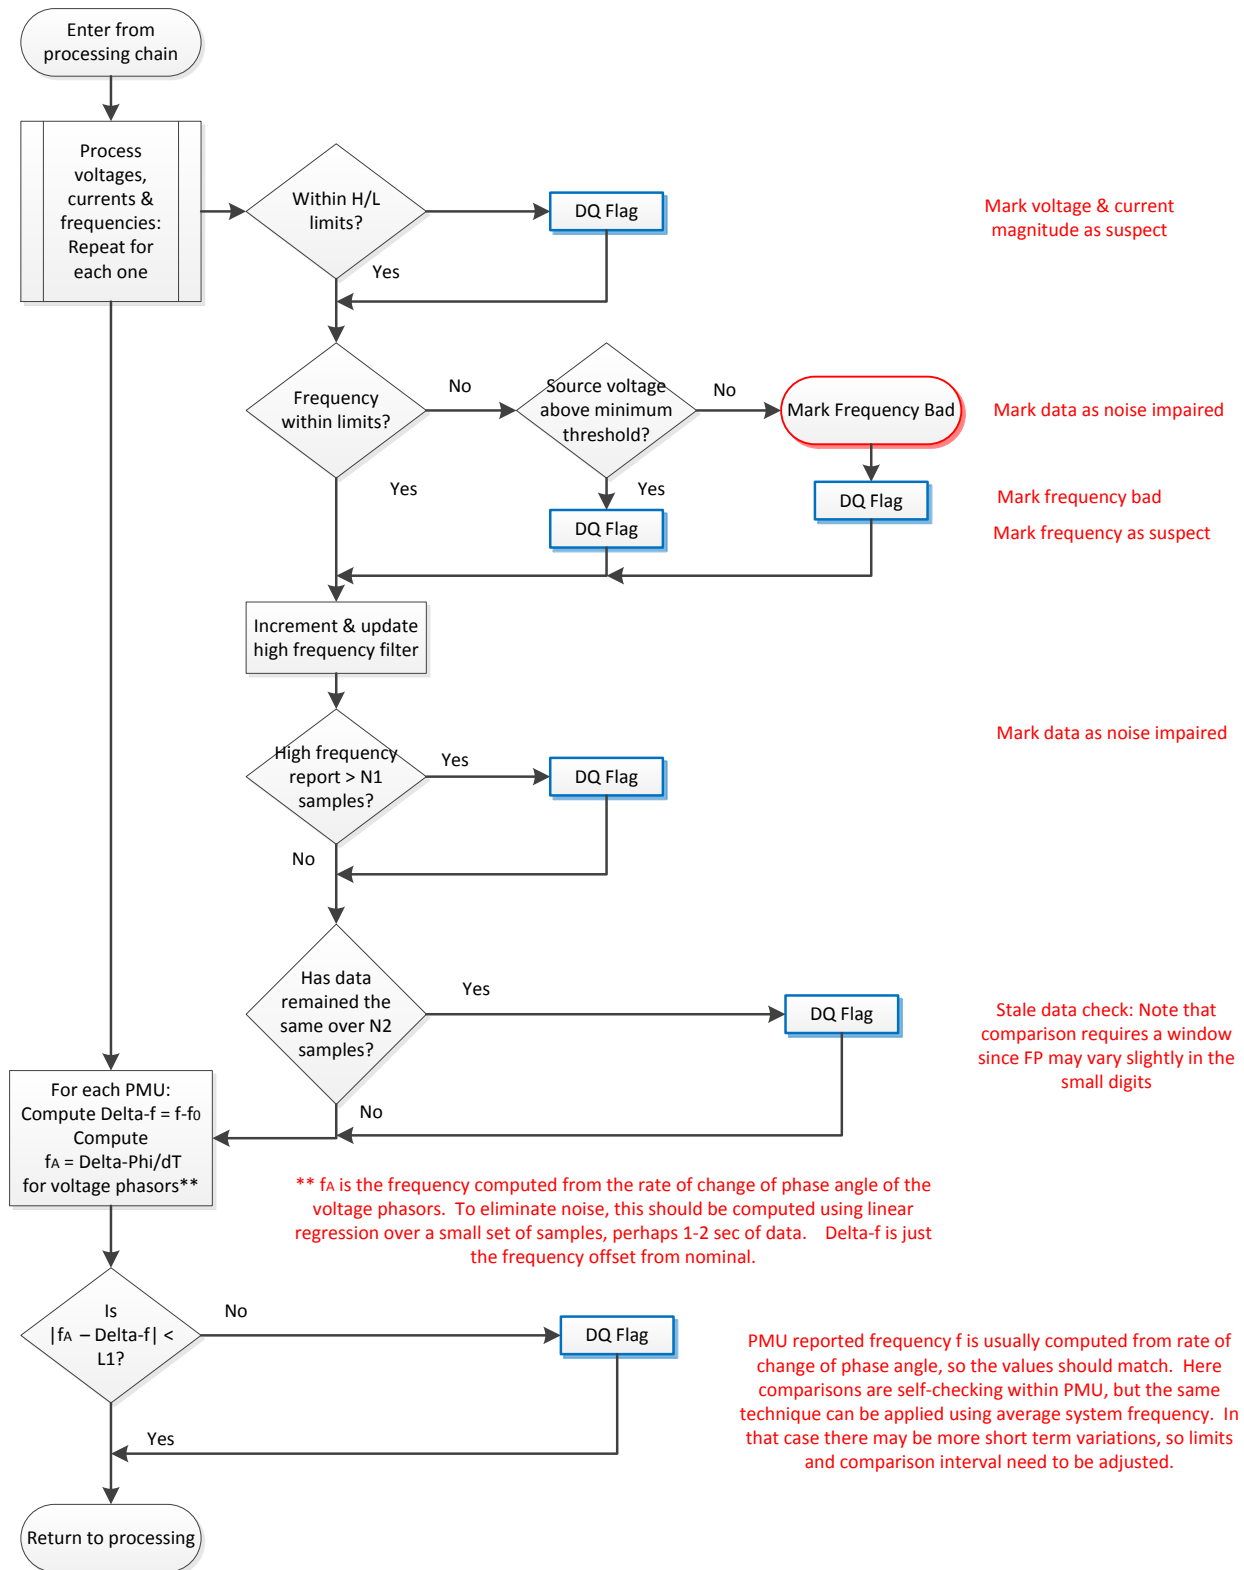 Enter from
processing chain
Process
voltages,
currents &
frequencies:
Repeat for
each one
Within H/L
limits?
DQ Flag
Mark voltage & current
magnitude as suspect
Yes
Frequency
within limits?
No
Source voltage
above minimum
threshold?
No
Mark Frequency Bad
Mark data as noise impaired
Yes
Yes
DQ Flag
DQ Flag
Mark frequency bad
Mark frequency as suspect
Increment & update
high frequency filter
High frequency
report > N1
samples?
Yes
DQ Flag
Mark data as noise impaired
No
Has data
remained the
same over N2
samples?
Yes
DQ Flag
Stale data check: Note that
comparison requires a window
since FP may vary slightly in the
small digits
No
For each PMU:
Compute Delta-f = f-f0
Compute
fA = Delta-Phi/dT
for voltage phasors**
** fA is the frequency computed from the rate of change of phase angle of the
voltage phasors. To eliminate noise, this should be computed using linear
regression over a small set of samples, perhaps 1-2 sec of data. Delta-f is just
the frequency offset from nominal.
Is
|fA – Delta-f| <
L1?
No
DQ Flag
PMU reported frequency f is usually computed from rate of
change of phase angle, so the values should match. Here
comparisons are self-checking within PMU, but the same
technique can be applied using average system frequency. In
that case there may be more short term variations, so limits
and comparison interval need to be adjusted.
Yes
Return to processing